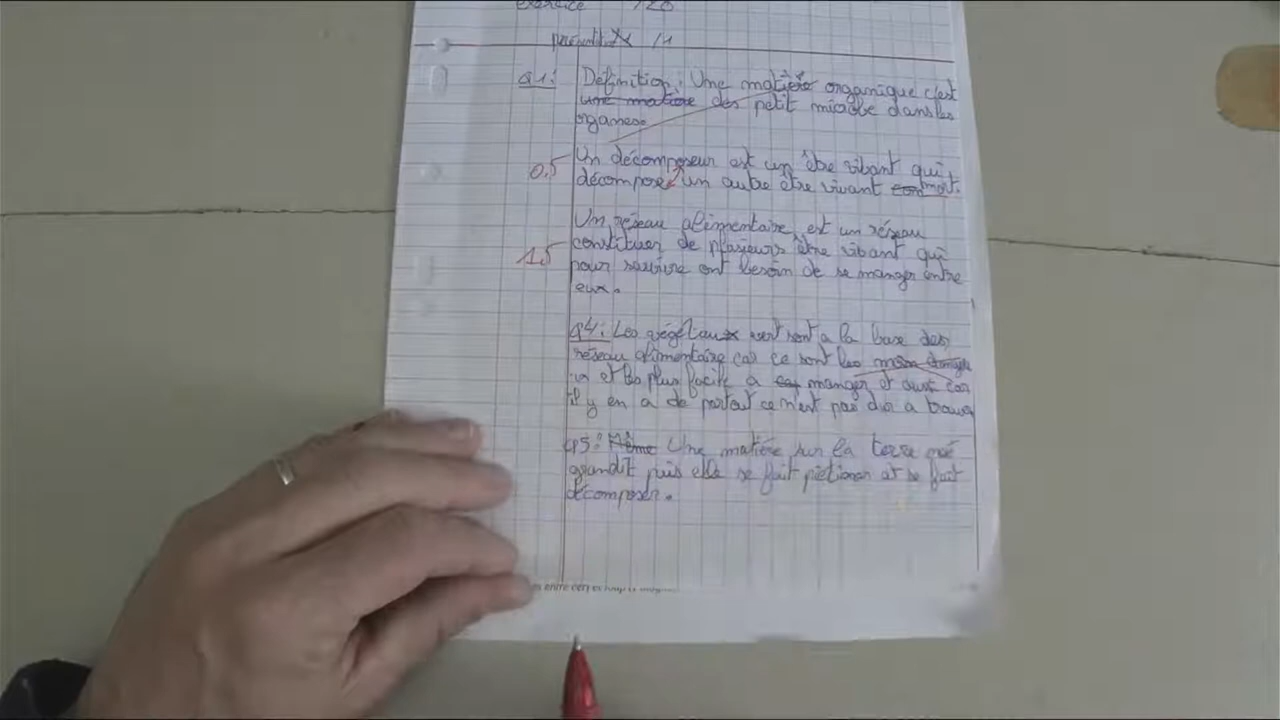 exercice /20
/1
Q1: Définition: Une matière organique c'est
une matière des petit microbe dans les
organes
0,5 Un décomposeur est un être vivant qui
décompose un autre être vivant mort.
Un réseau alimentaire est un réseau
1,5 constituer de plusieurs être vivant qui
pour survivre ont besoin de se manger entre
eux.
Q4: Les végétaux vert sont a la base des
réseau alimentaire car ce sont les
et les plus facile a manger et aussi car
il y en a de partout ce n'est pas dur a trouver
Q5: Même Une matière sur la terre qui
grandit puis elle se fait piétiner et se fait
décomposer.